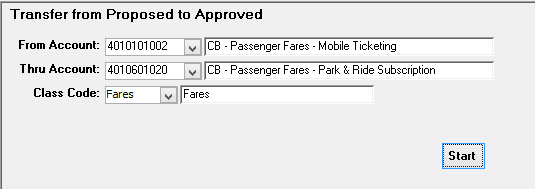 Transfer from Proposed to Approved
From Account: 4010101002 CB - Passenger Fares - Mobile Ticketing
Thru Account: 4010601020 CB - Passenger Fares - Park & Ride Subscription
Class Code: Fares Fares
Start